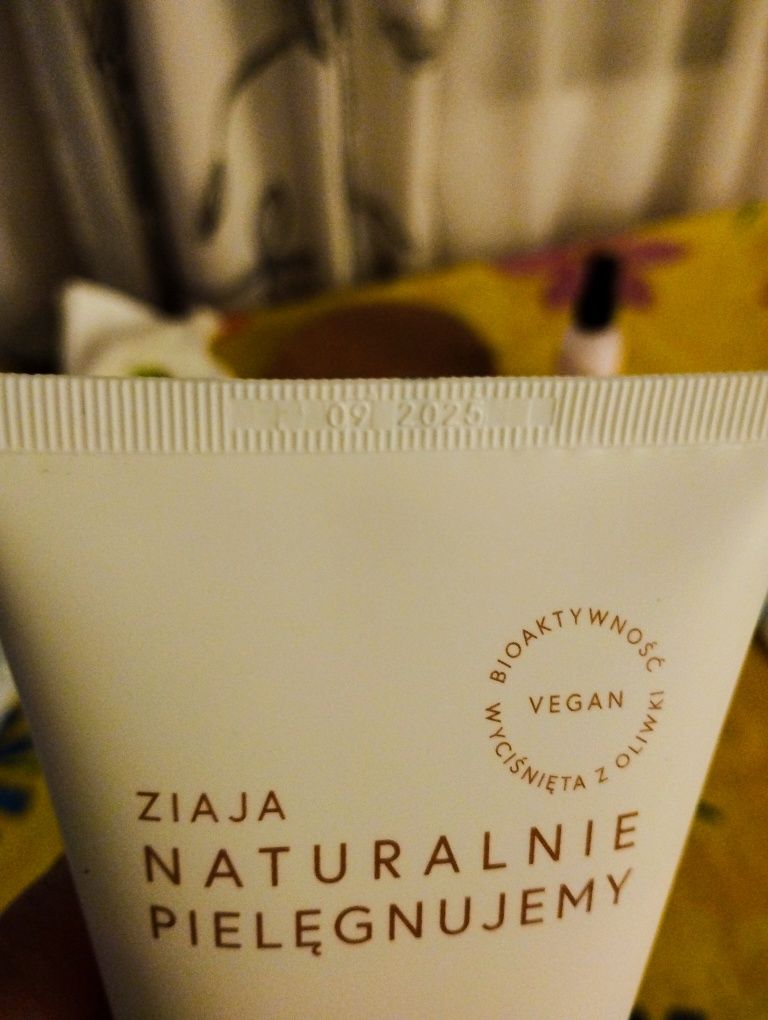 09 2025
BIOAKTYWNOŚĆ
VEGAN
WYCIŚNIĘTA Z OLIWKI
ZIAJA
NATURALNIE
PIELĘGNUJEMY